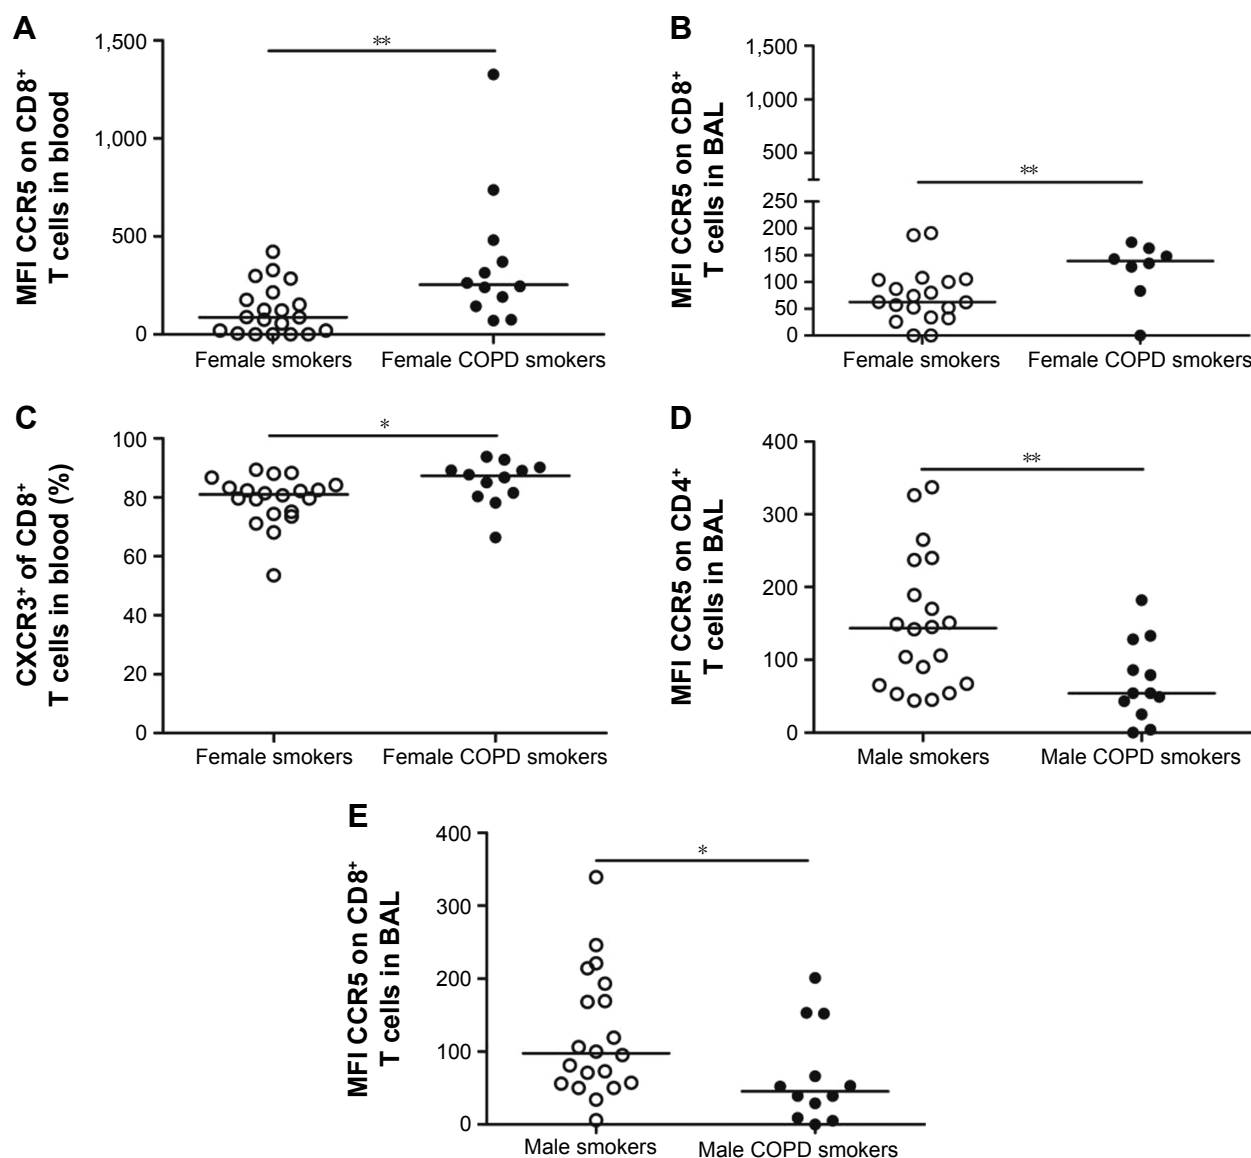 A
MFI CCR5 on CD8⁺
T cells in blood
1,500
1,000
500
0
**
Female smokers
Female COPD smokers
B
MFI CCR5 on CD8⁺
T cells in BAL
1,500
1,000
500
250
200
150
100
50
0
**
Female smokers
Female COPD smokers
C
CXCR3⁺ of CD8⁺
T cells in blood (%)
100
80
60
40
20
0
*
Female smokers
Female COPD smokers
D
MFI CCR5 on CD4⁺
T cells in BAL
400
300
200
100
0
**
Male smokers
Male COPD smokers
E
MFI CCR5 on CD8⁺
T cells in BAL
400
300
200
100
0
*
Male smokers
Male COPD smokers